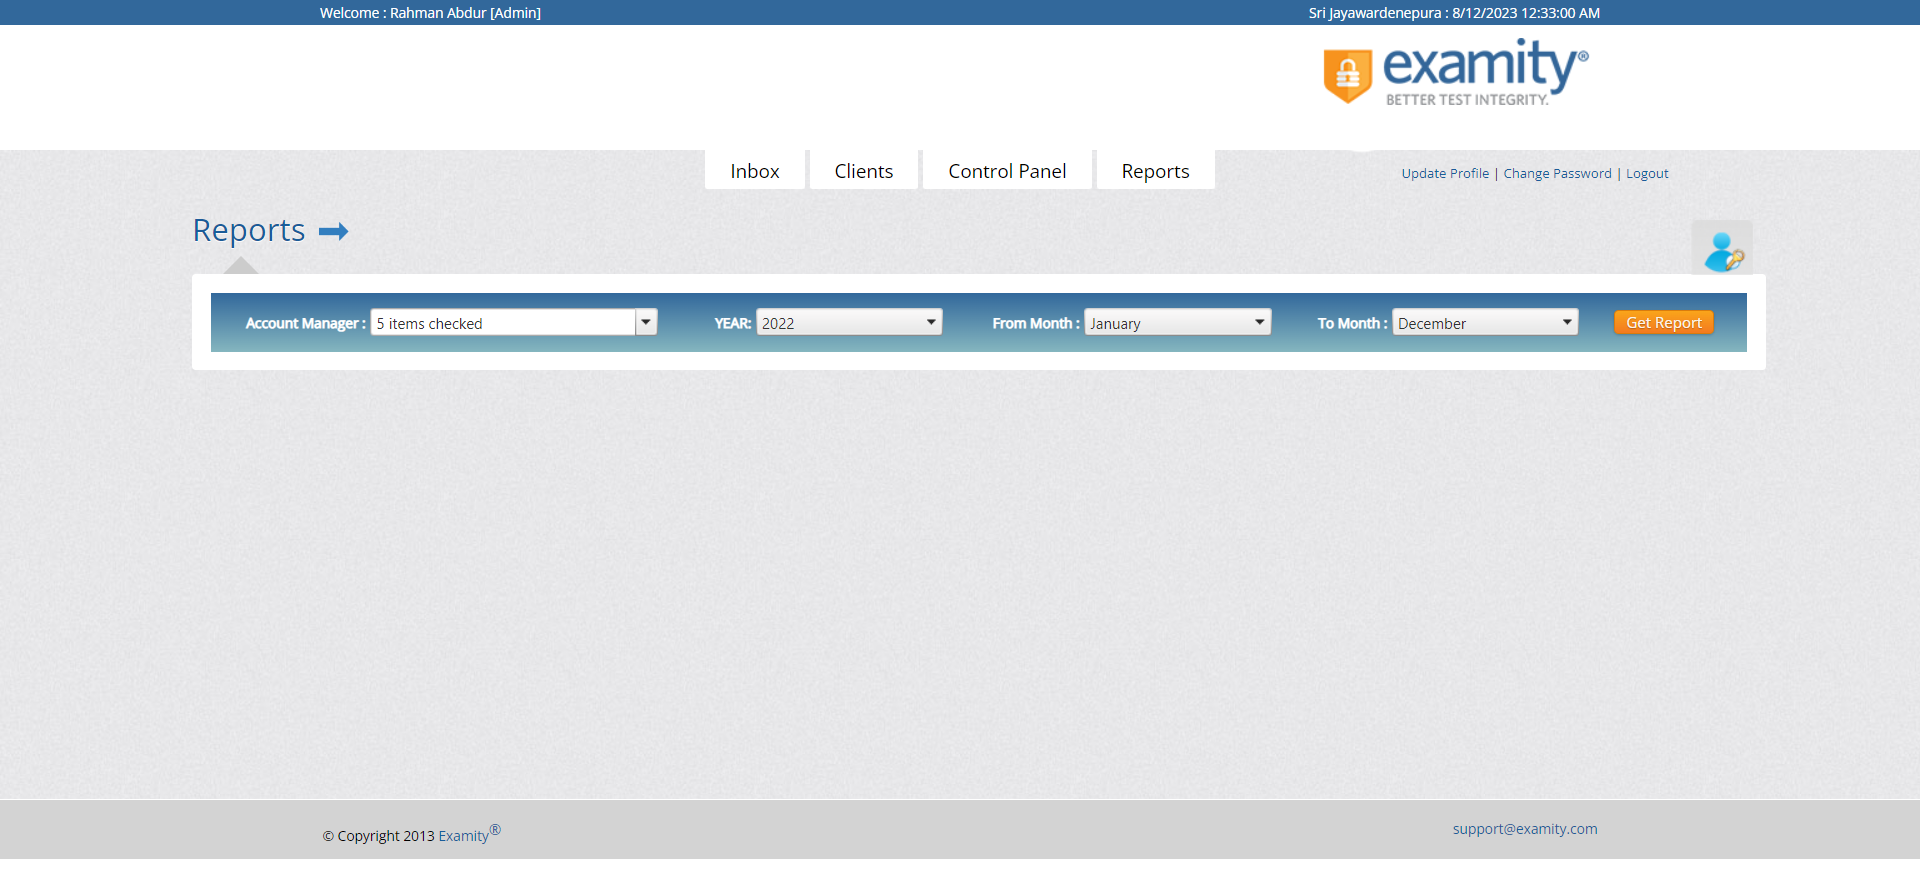 Welcome : Rahman Abdur [Admin]
Sri Jayawardenepura : 8/12/2023 12:33:00 AM
examity®
BETTER TEST INTEGRITY.
Inbox
Clients
Control Panel
Reports
Update Profile | Change Password | Logout
Reports
Account Manager : 5 items checked
YEAR: 2022
From Month : January
To Month : December
Get Report
© Copyright 2013 Examity®
support@examity.com